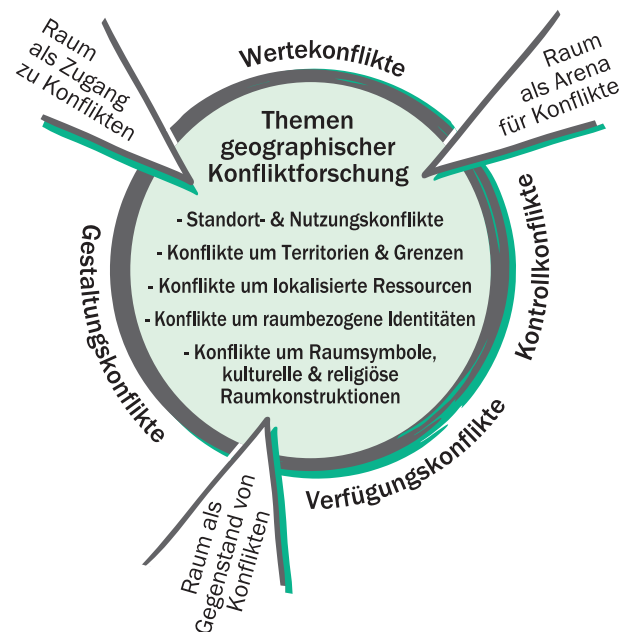 Raum
als Zugang
zu Konflikten
Wertekonflikte
Raum
als Arena
für Konflikte
Themen
geographischer
Konfliktforschung
- Standort- & Nutzungskonflikte
- Konflikte um Territorien & Grenzen
- Konflikte um lokalisierte Ressourcen
- Konflikte um raumbezogene Identitäten
- Konflikte um Raumsymbole,
kulturelle & religiöse
Raumkonstruktionen
Gestaltungskonflikte
Kontrollkonflikte
Verfügungskonflikte
Raum als
Gegenstand von
Konflikten